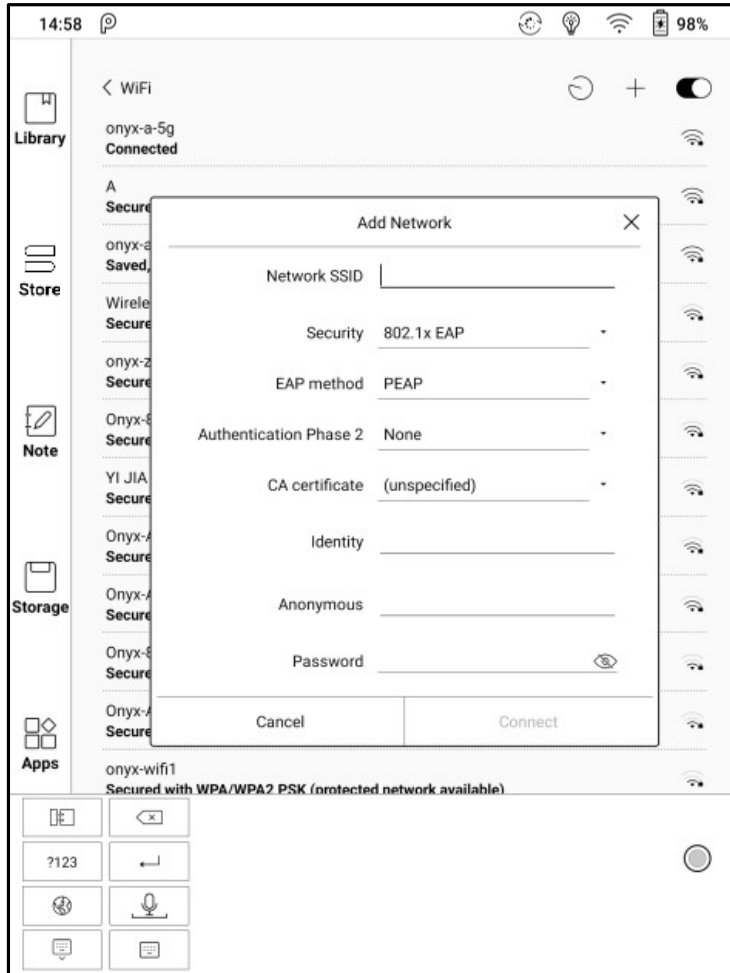 14:58
98%
WiFi
Library
onyx-a-5g
Connected
A
Secure
Add Network
onyx-a
Saved,
Network SSID
Store
Wirele
Secure
Security 802.1x EAP
onyx-z
Secure
EAP method PEAP
Onyx-8
Secure
Authentication Phase 2 None
Note
YI JIA
Secure
CA certificate (unspecified)
Onyx-A
Secure
Identity
Storage
Onyx-A
Secure
Anonymous
Onyx-8
Secure
Password
Onyx-A
Secure
Cancel Connect
Apps
onyx-wifi1
Secured with WPA/WPA2 PSK (protected network available)
?123